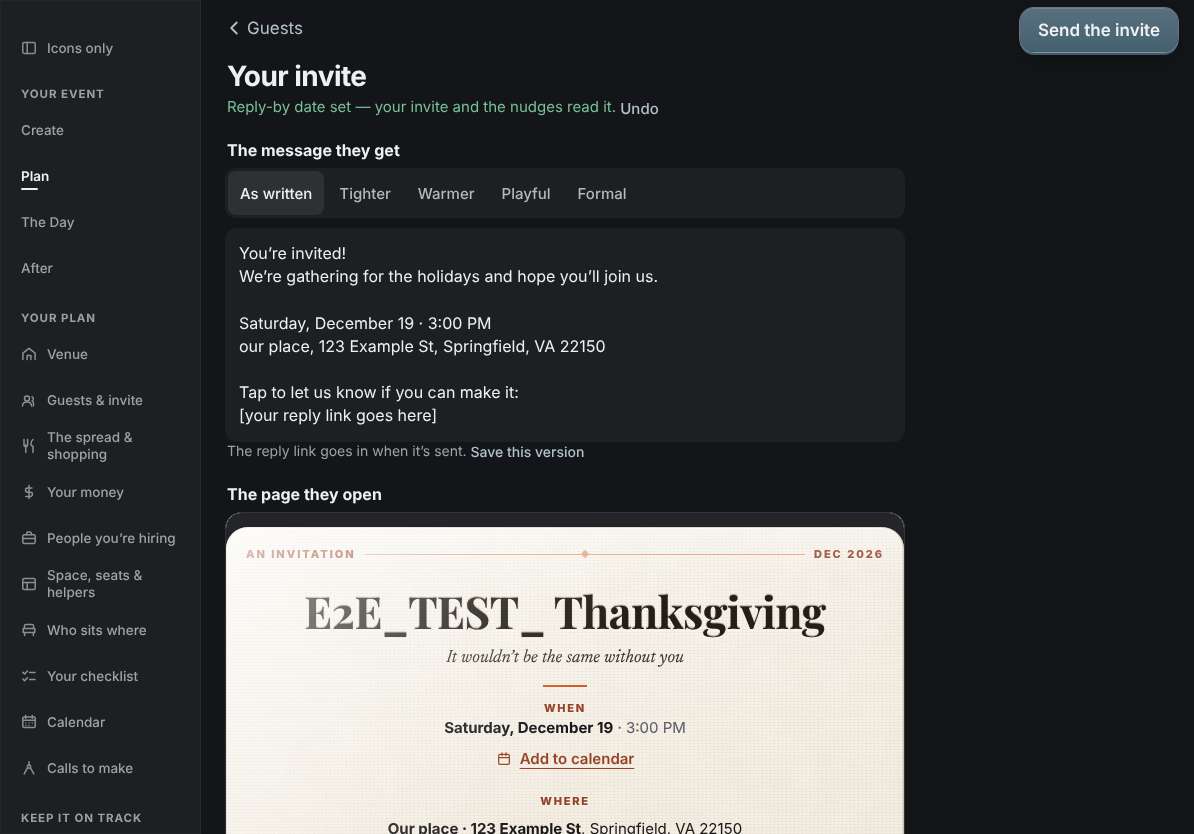 Icons only
YOUR EVENT
Create
Plan
The Day
After
YOUR PLAN
Venue
Guests & invite
The spread &
shopping
Your money
People you’re hiring
Space, seats &
helpers
Who sits where
Your checklist
Calendar
Calls to make
KEEP IT ON TRACK
Guests
Send the invite
Your invite
Reply-by date set — your invite and the nudges read it. Undo
The message they get
As written Tighter Warmer Playful Formal
You’re invited!
We’re gathering for the holidays and hope you’ll join us.
Saturday, December 19 · 3:00 PM
our place, 123 Example St, Springfield, VA 22150
Tap to let us know if you can make it:
[your reply link goes here]
The reply link goes in when it’s sent. Save this version
The page they open
AN INVITATION DEC 2026
E2E_TEST_ Thanksgiving
It wouldn’t be the same without you
WHEN
Saturday, December 19 · 3:00 PM
Add to calendar
WHERE
Our place · 123 Example St, Springfield, VA 22150